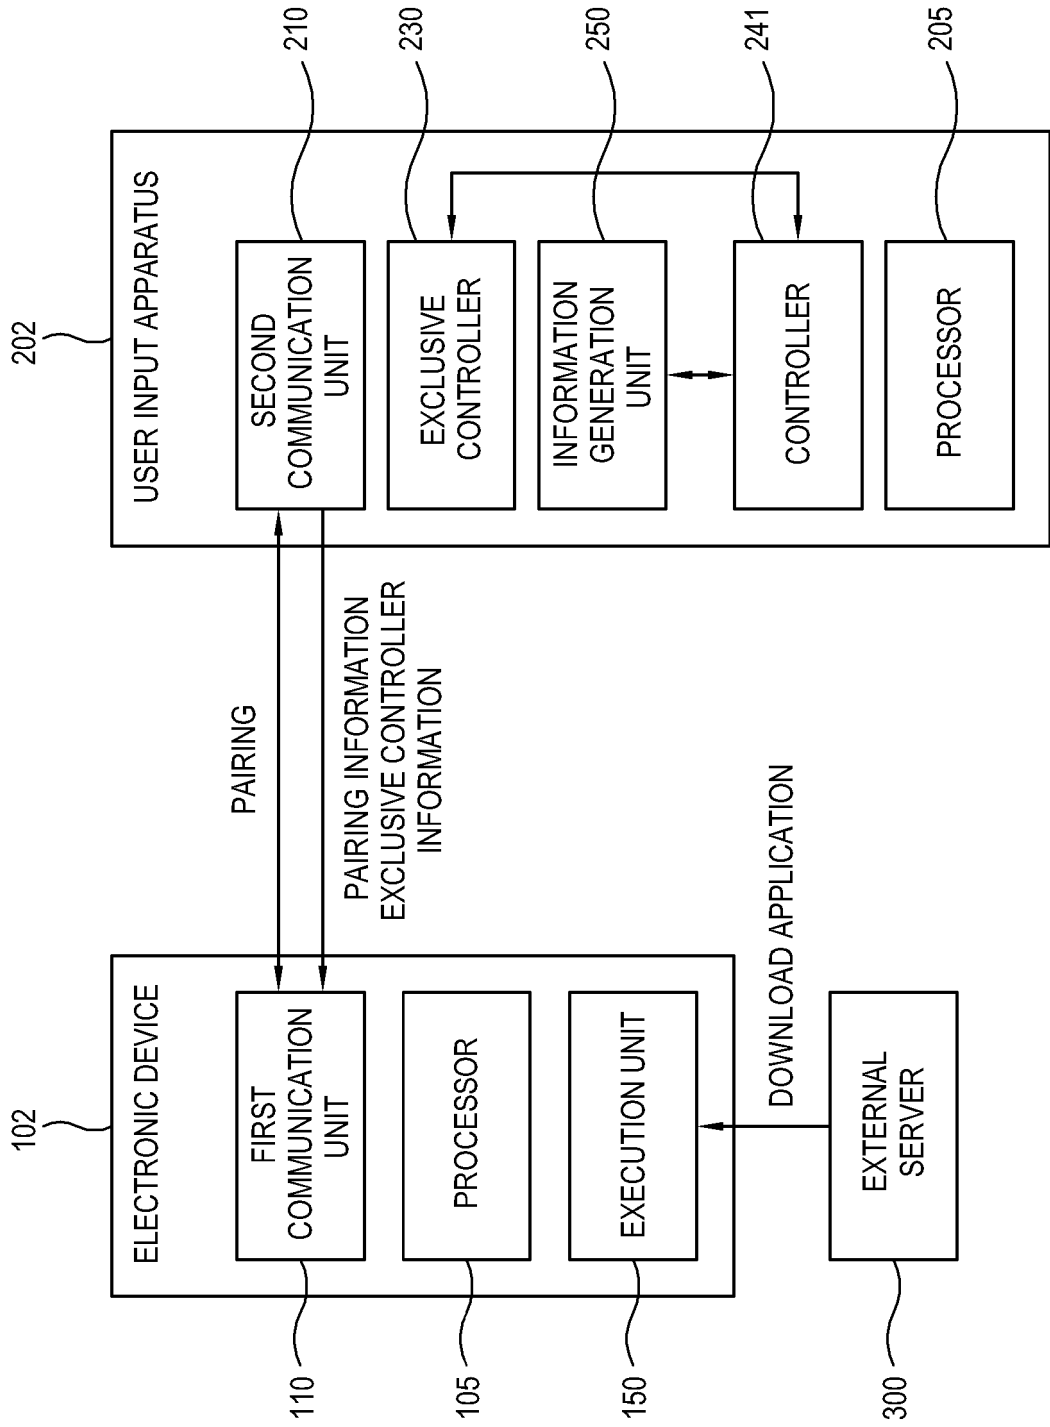 102
ELECTRONIC DEVICE
FIRST
COMMUNICATION
UNIT
110
PROCESSOR
105
EXECUTION UNIT
150
DOWNLOAD APPLICATION
EXTERNAL
SERVER
300
PAIRING
PAIRING INFORMATION
EXCLUSIVE CONTROLLER
INFORMATION
202
USER INPUT APPARATUS
SECOND
COMMUNICATION
UNIT
210
EXCLUSIVE
CONTROLLER
230
INFORMATION
GENERATION
UNIT
250
CONTROLLER
241
PROCESSOR
205